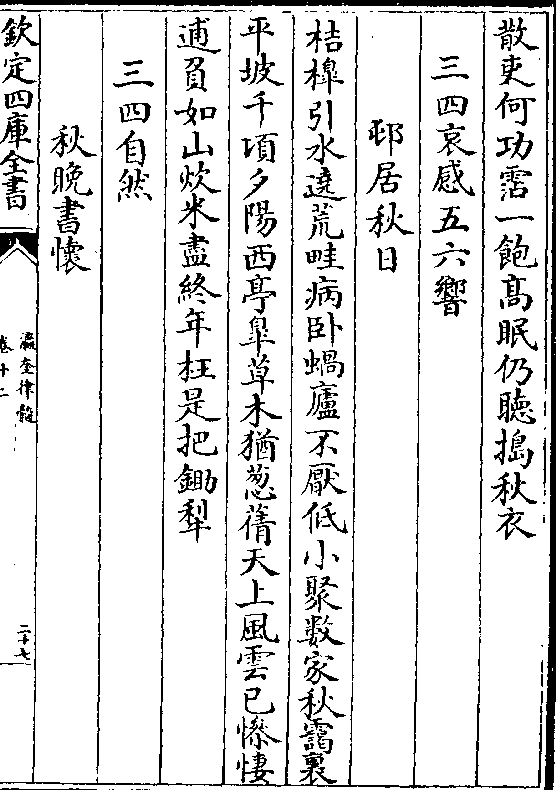 散吏何功霑一飽高眠仍聴搗秋衣
三四哀感五六響
邨居秋日
桔槹引水遶荒畦病卧蝸廬不厭低小聚數家秋靄裏
平坡千頃夕陽西亭臯草木猶葱蒨天上風雲已慘悽
逋負如山炊米盡終年枉是把鋤犁
三四自然
秋晚書懷
欽定四庫全書
瀛奎律髓
卷十二
二十七